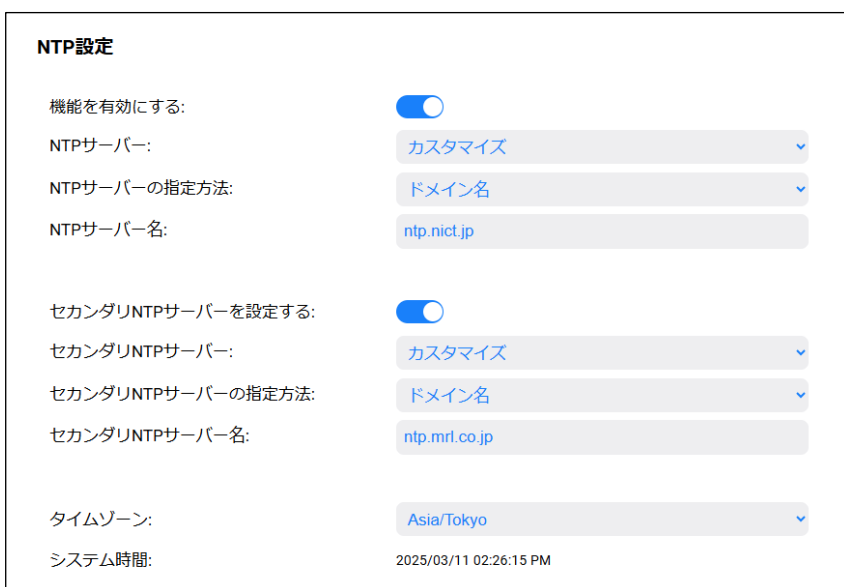 NTP設定
機能を有効にする:
NTPサーバー: カスタマイズ
NTPサーバーの指定方法: ドメイン名
NTPサーバー名: ntp.nict.jp
セカンダリNTPサーバーを設定する:
セカンダリNTPサーバー: カスタマイズ
セカンダリNTPサーバーの指定方法: ドメイン名
セカンダリNTPサーバー名: ntp.mrl.co.jp
タイムゾーン: Asia/Tokyo
システム時間: 2025/03/11 02:26:15 PM